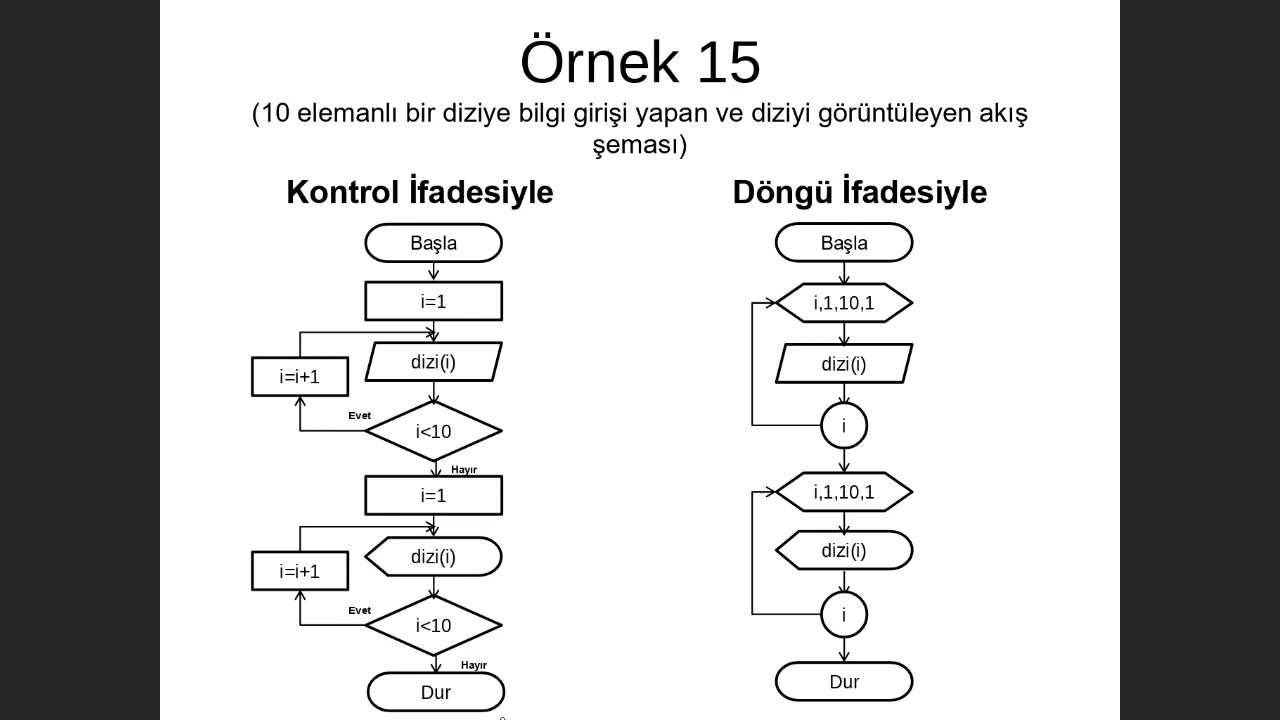 Örnek 15
(10 elemanlı bir diziye bilgi girişi yapan ve diziyi görüntüleyen akış
şeması)
Kontrol İfadesiyle
Başla
i=1
dizi(i)
i=i+1
Evet
i<10
Hayır
i=1
dizi(i)
i=i+1
Evet
i<10
Hayır
Dur
Döngü İfadesiyle
Başla
i,1,10,1
dizi(i)
i
i,1,10,1
dizi(i)
i
Dur